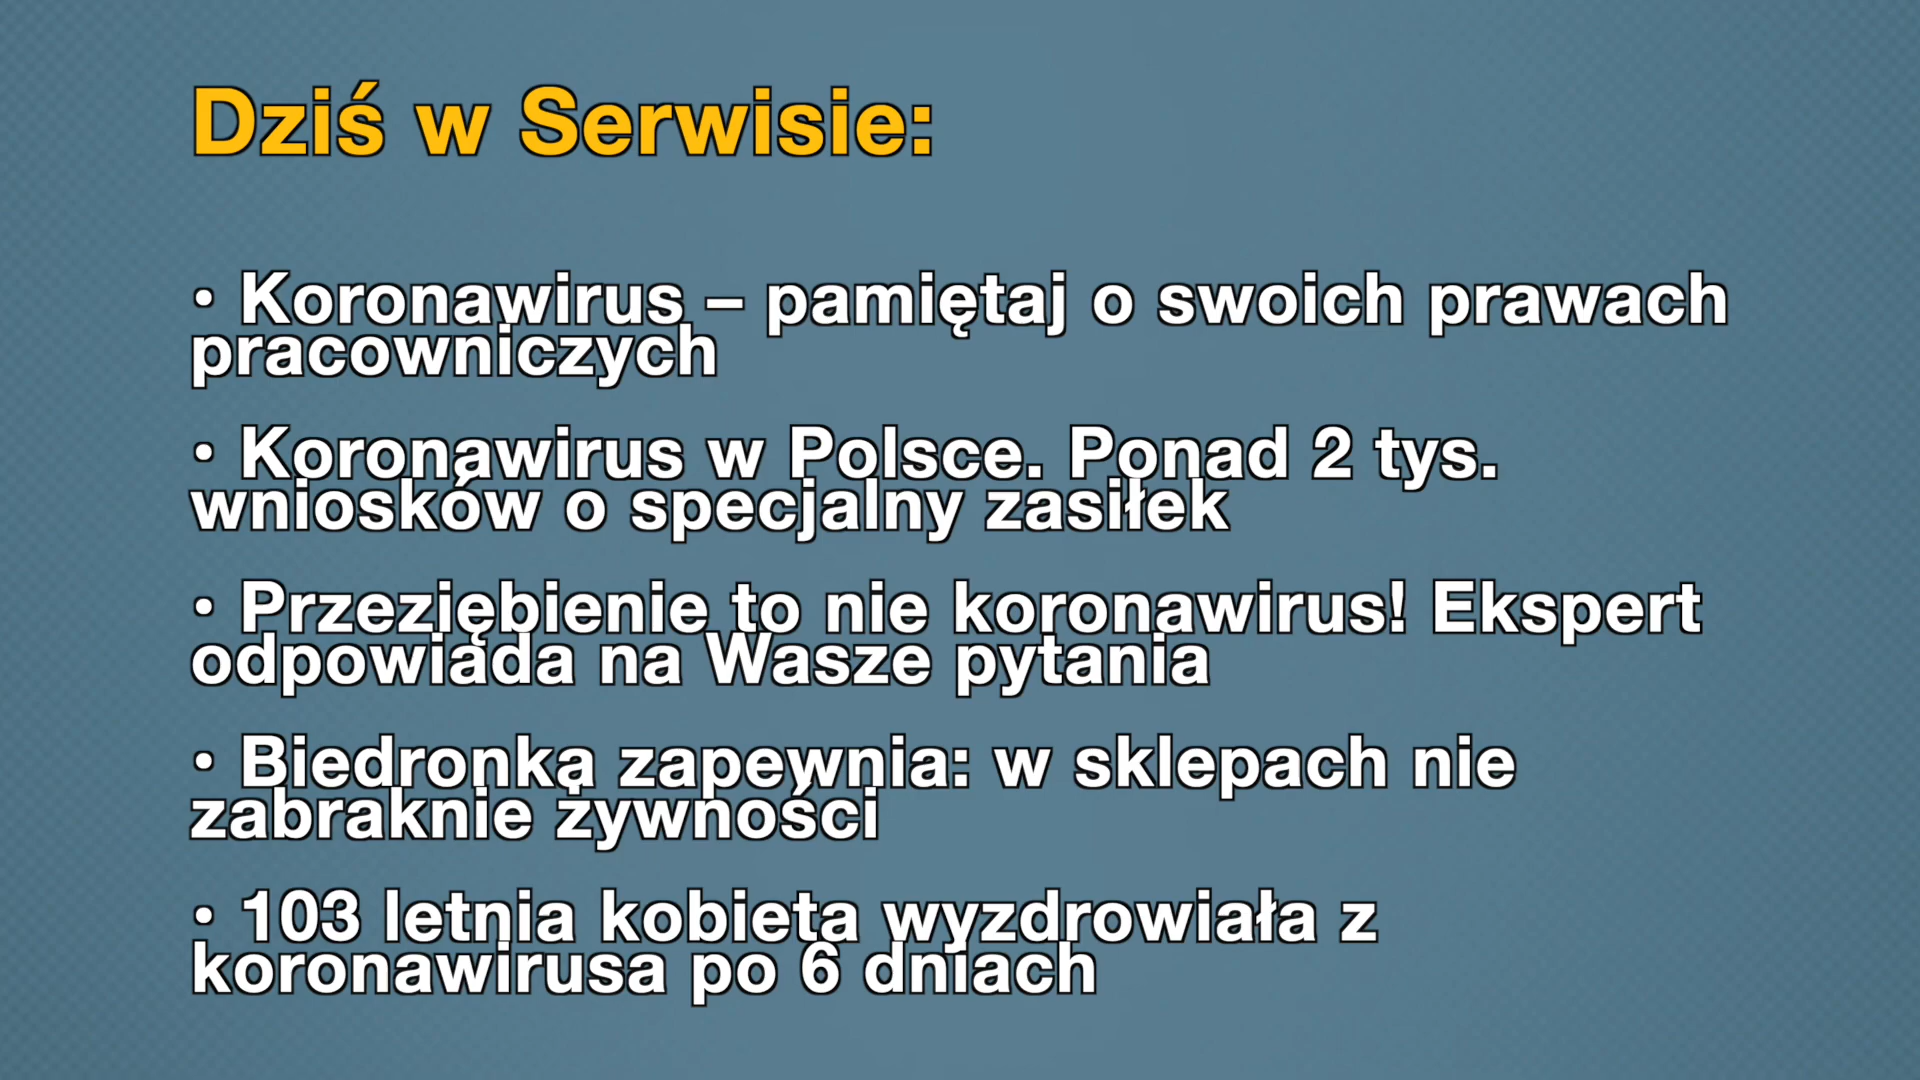 Dziś w Serwisie:
• Koronawirus – pamiętaj o swoich prawach
pracowniczych
• Koronawirus w Polsce. Ponad 2 tys.
wniosków o specjalny zasiłek
• Przeziębienie to nie koronawirus! Ekspert
odpowiada na Wasze pytania
• Biedronka zapewnia: w sklepach nie
zabraknie żywności
• 103 letnia kobieta wyzdrowiała z
koronawirusa po 6 dniach